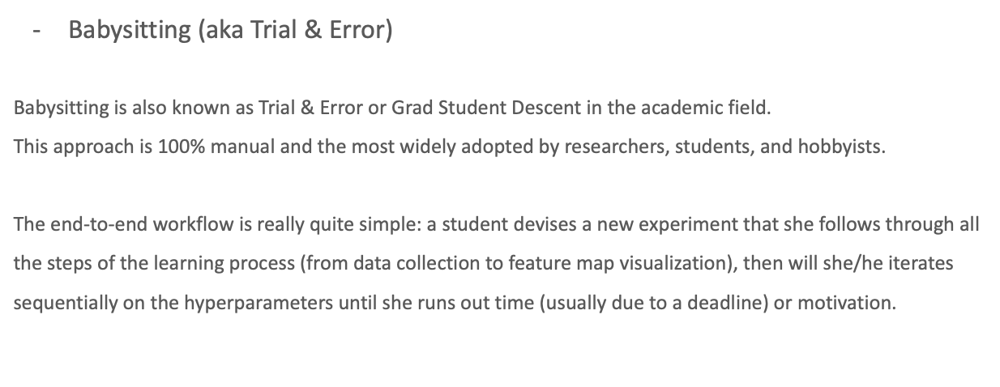 - Babysitting (aka Trial & Error)
Babysitting is also known as Trial & Error or Grad Student Descent in the academic field.
This approach is 100% manual and the most widely adopted by researchers, students, and hobbyists.
The end-to-end workflow is really quite simple: a student devises a new experiment that she follows through all
the steps of the learning process (from data collection to feature map visualization), then will she/he iterates
sequentially on the hyperparameters until she runs out time (usually due to a deadline) or motivation.